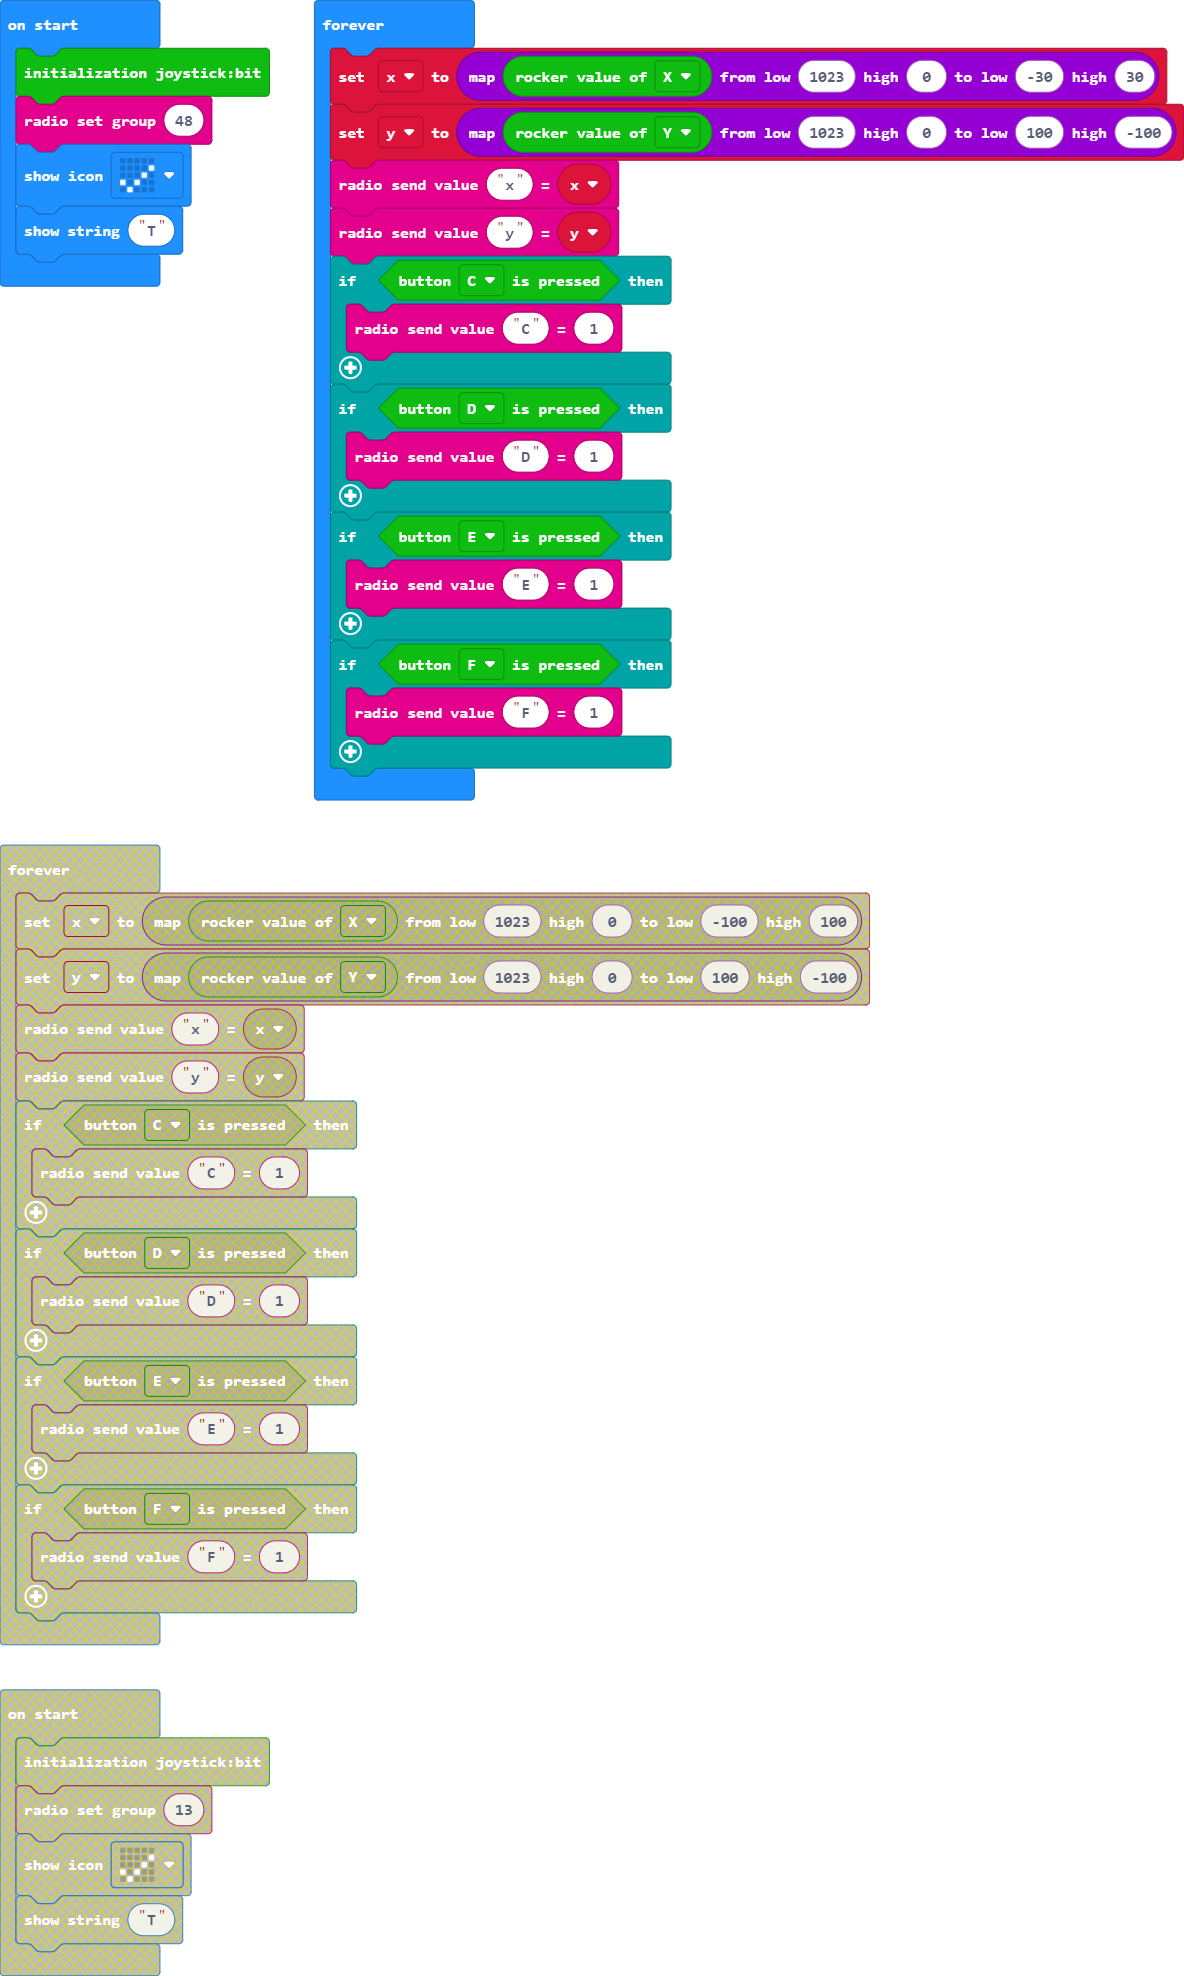 on start
initialization joystick:bit
radio set group 48
show icon
show string "T"
forever
set x to map rocker value of X from low 1023 high 0 to low -30 high 30
set y to map rocker value of Y from low 1023 high 0 to low 100 high -100
radio send value "x" = x
radio send value "y" = y
if button C is pressed then
radio send value "C" = 1
if button D is pressed then
radio send value "D" = 1
if button E is pressed then
radio send value "E" = 1
if button F is pressed then
radio send value "F" = 1
forever
set x to map rocker value of X from low 1023 high 0 to low -100 high 100
set y to map rocker value of Y from low 1023 high 0 to low 100 high -100
radio send value "x" = x
radio send value "y" = y
if button C is pressed then
radio send value "C" = 1
if button D is pressed then
radio send value "D" = 1
if button E is pressed then
radio send value "E" = 1
if button F is pressed then
radio send value "F" = 1
on start
initialization joystick:bit
radio set group 13
show icon
show string "T"